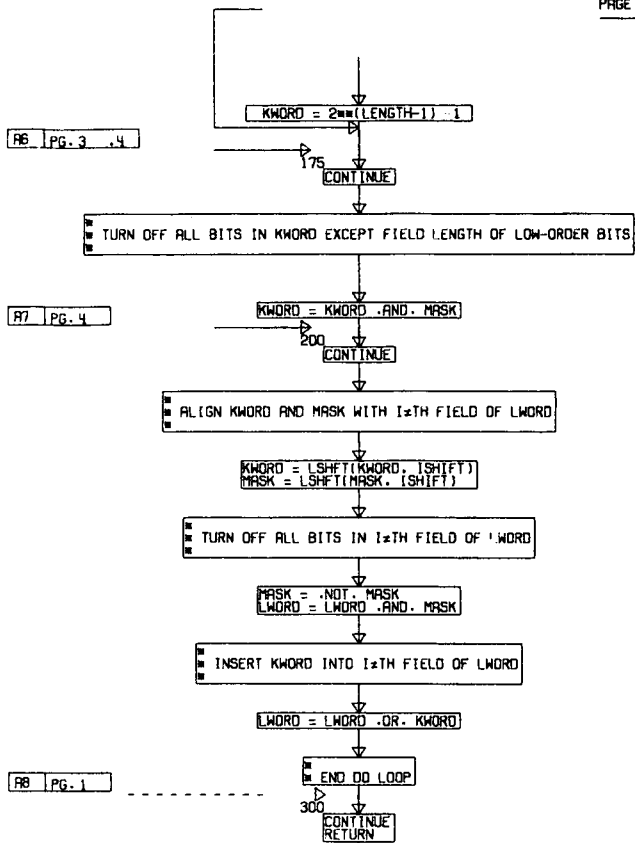 PAGE
KWORD = 2**(LENGTH-1) -1
A6 PG. 3 .4
175
CONTINUE
* TURN OFF ALL BITS IN KWORD EXCEPT FIELD LENGTH OF LOW-ORDER BITS
KWORD = KWORD .AND. MASK
A7 PG. 4
200
CONTINUE
* ALIGN KWORD AND MASK WITH I≠TH FIELD OF LWORD
KWORD = LSHFT(KWORD. ISHIFT)
MASK = LSHFT(MASK. ISHIFT)
* TURN OFF ALL BITS IN I≠TH FIELD OF LWORD
MASK = .NOT. MASK
LWORD = LWORD .AND. MASK
* INSERT KWORD INTO I≠TH FIELD OF LWORD
LWORD = LWORD .OR. KWORD
* END DO LOOP
A8 PG. 1
300
CONTINUE
RETURN